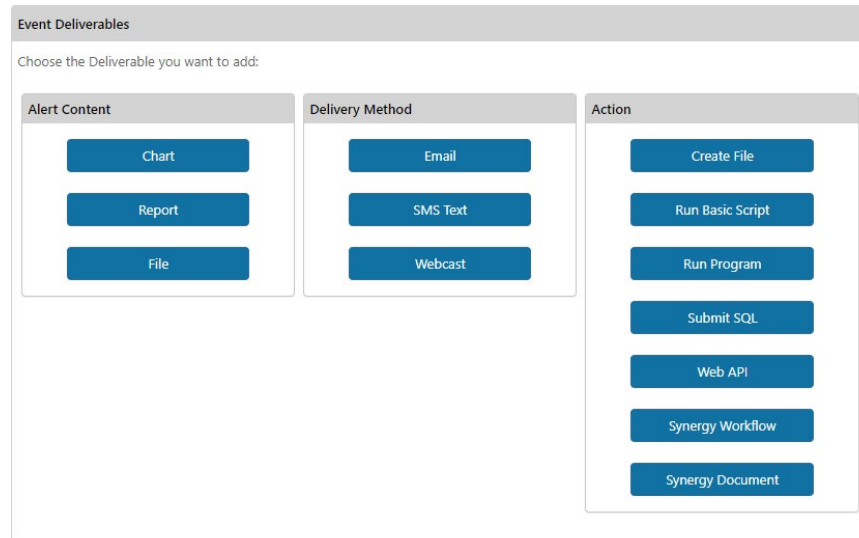 Event Deliverables
Choose the Deliverable you want to add:
Alert Content
Chart
Report
File
Delivery Method
Email
SMS Text
Webcast
Action
Create File
Run Basic Script
Run Program
Submit SQL
Web API
Synergy Workflow
Synergy Document